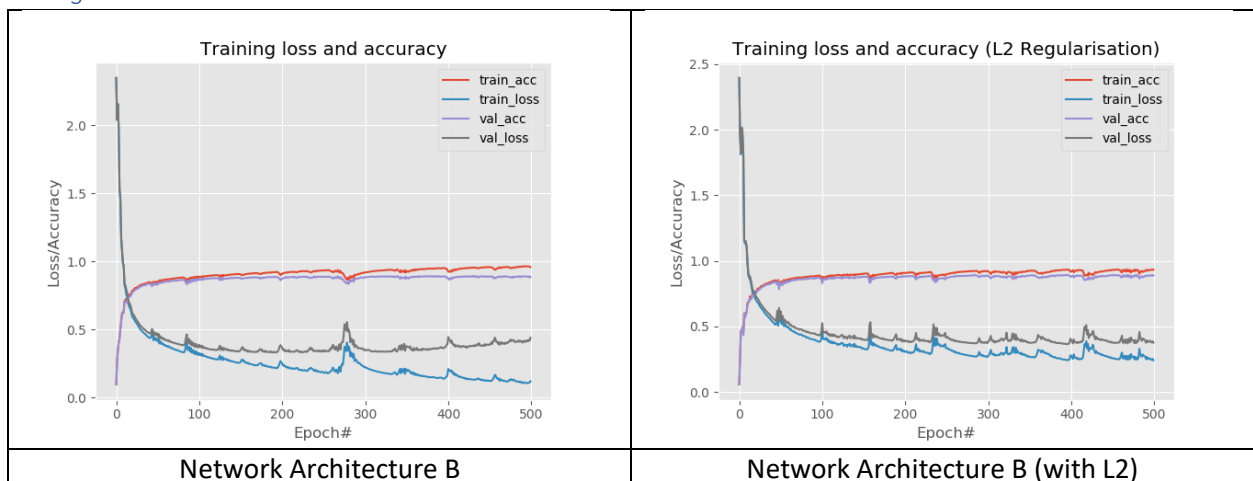 Training loss and accuracy
train_acc
train_loss
val_acc
val_loss
2.0
1.5
1.0
0.5
0.0
Loss/Accuracy
0 100 200 300 400 500
Epoch#
Network Architecture B
Training loss and accuracy (L2 Regularisation)
train_acc
train_loss
val_acc
val_loss
2.5
2.0
1.5
1.0
0.5
0.0
Loss/Accuracy
0 100 200 300 400 500
Epoch#
Network Architecture B (with L2)